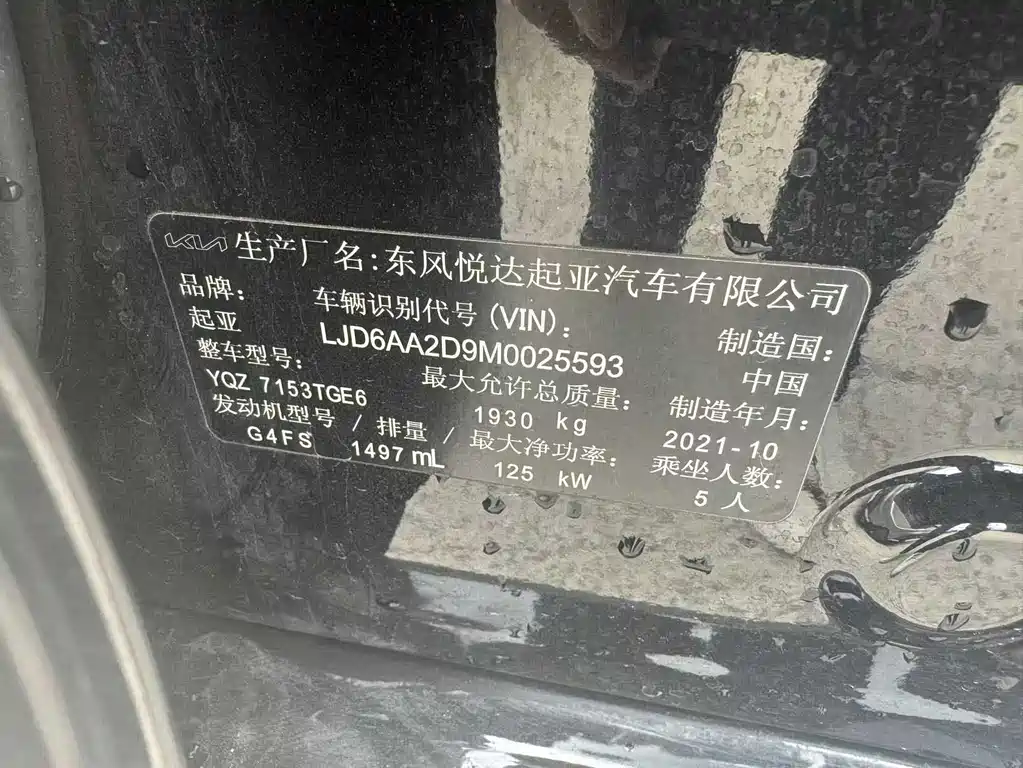 KIA 生产厂名:东风悦达起亚汽车有限公司
品牌: 车辆识别代号(VIN): 制造国:
起亚 LJD6AA2D9M0025593 中国
整车型号: 最大允许总质量: 制造年月:
YQZ 7153TGE6 1930 kg 2021-10
发动机型号 / 排量 / 最大净功率: 乘坐人数:
G4FS 1497 mL 125 kW 5 人